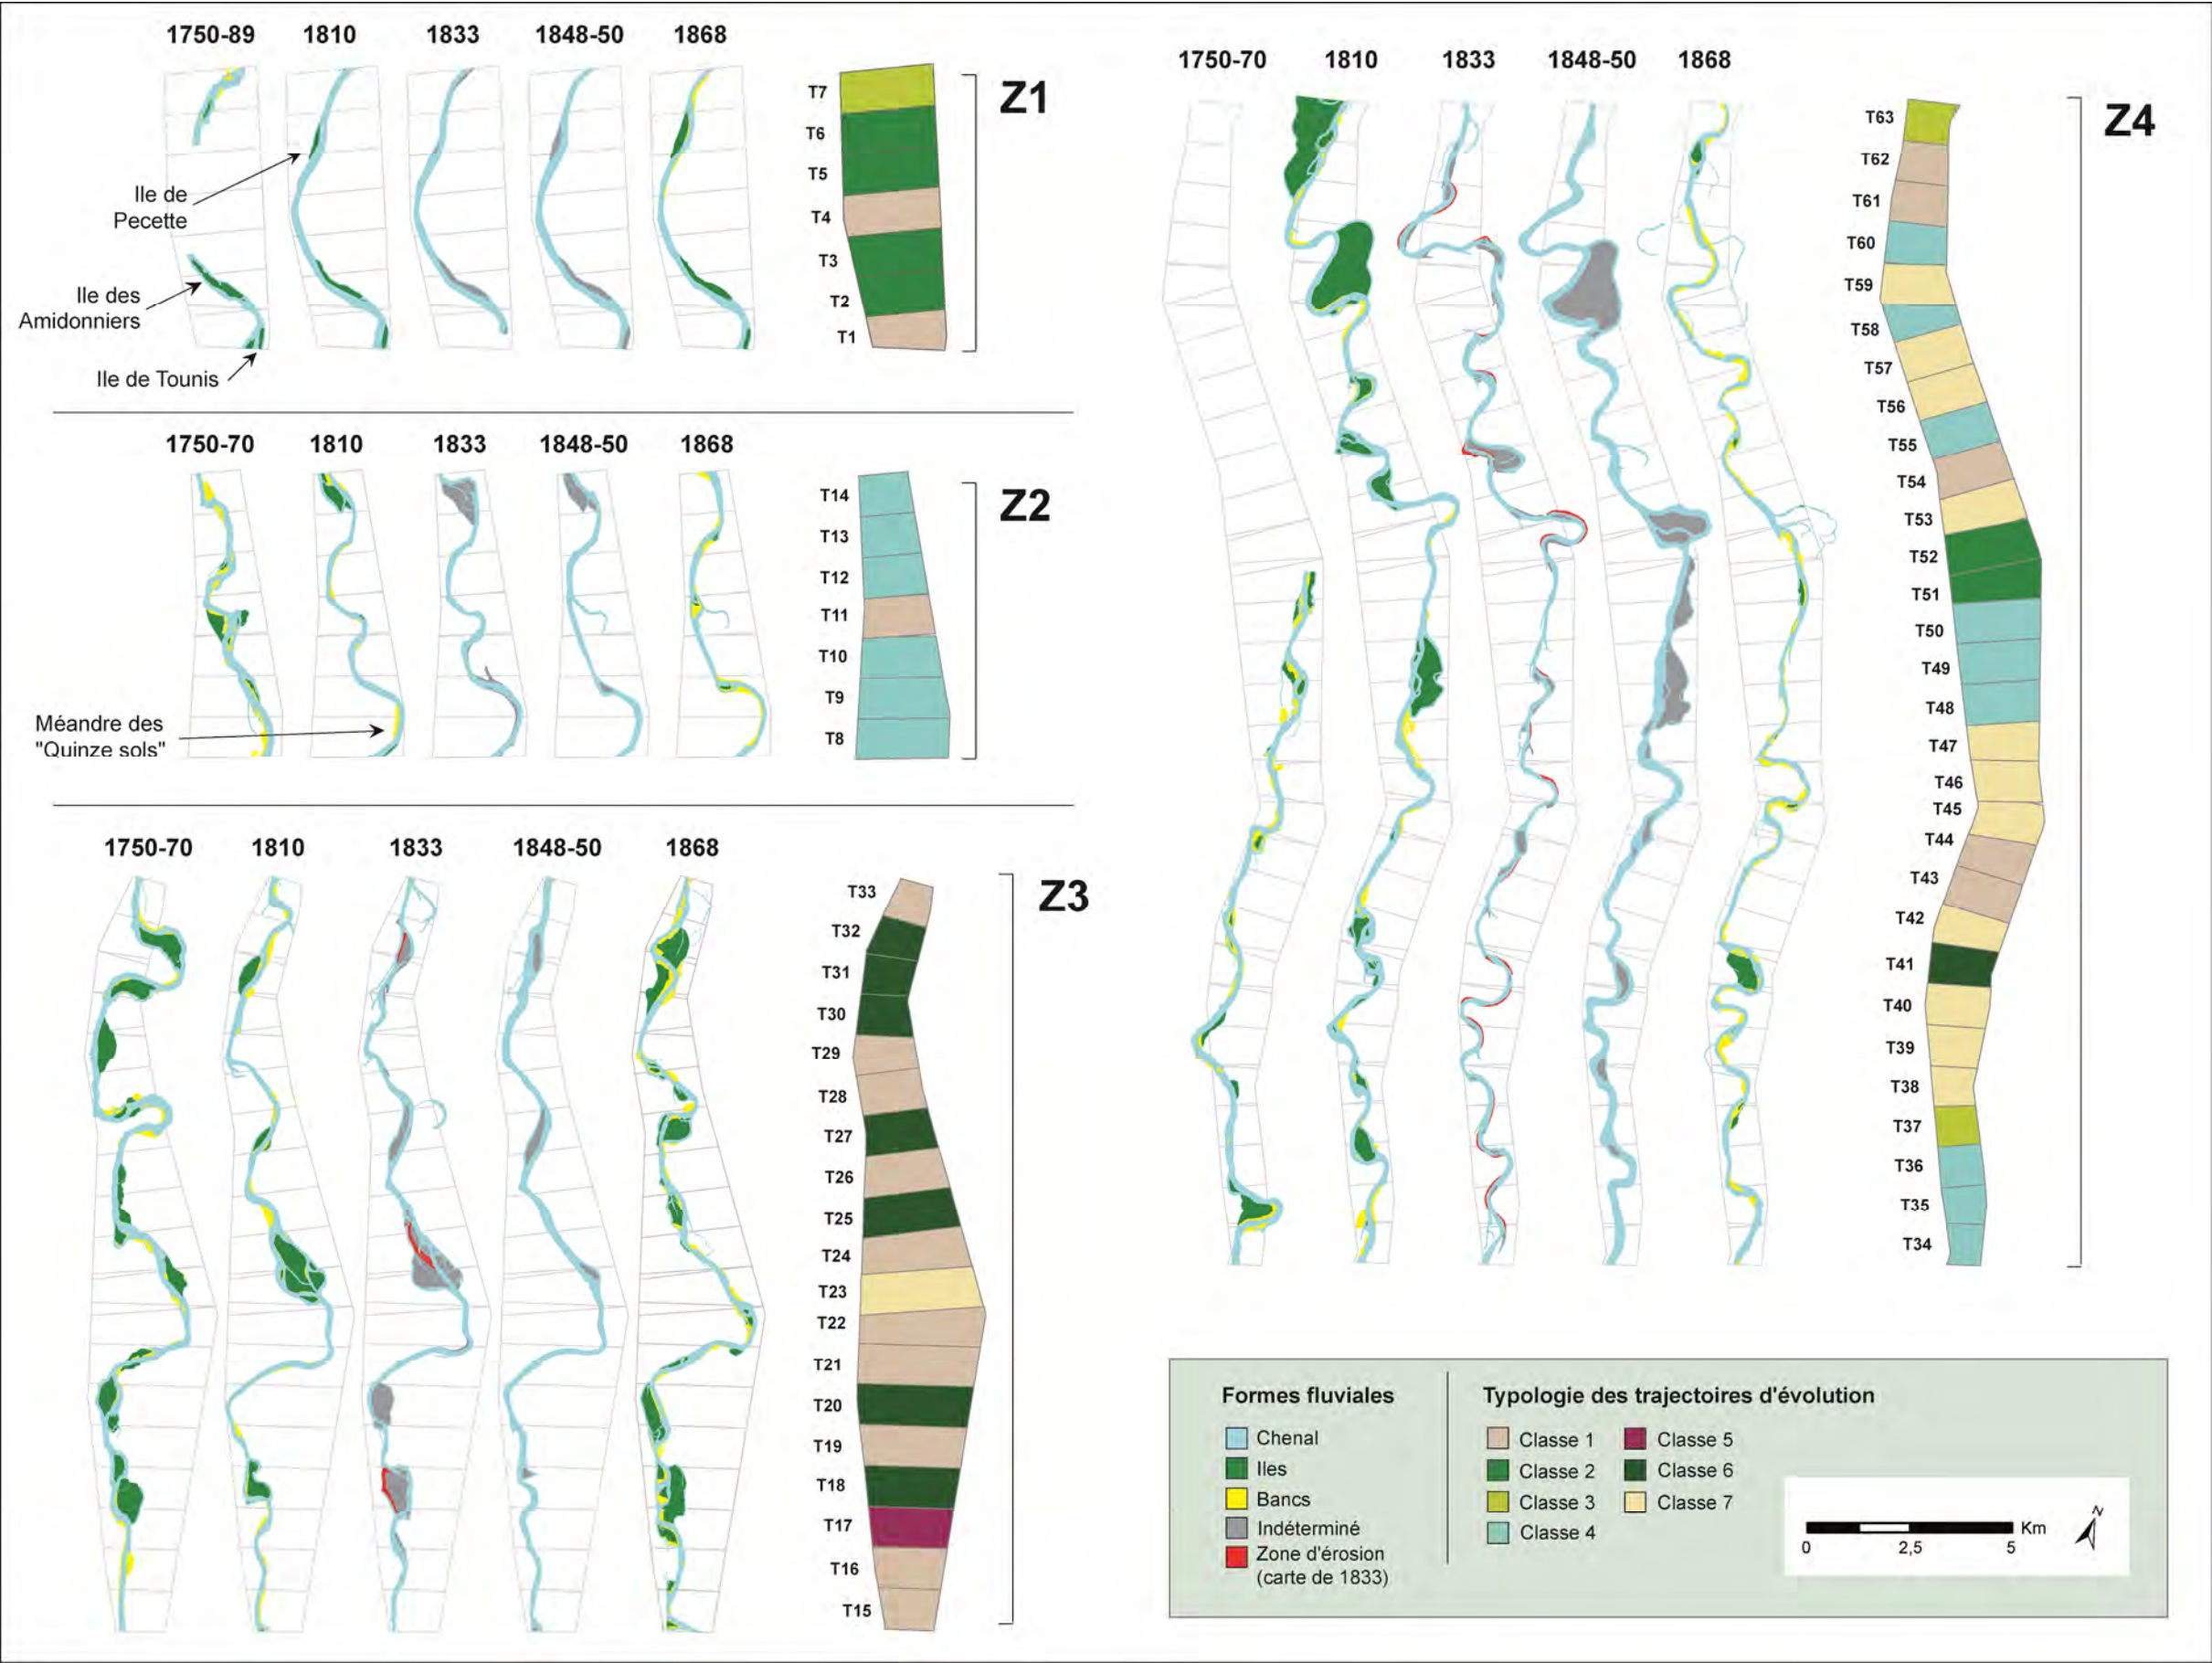 1750-89 1810 1833 1848-50 1868
T7
T6
T5
T4
T3
T2
T1
Z1
Ile de
Pecette
Ile des
Amidonniers
Ile de Tounis
1750-70 1810 1833 1848-50 1868
T14
T13
T12
T11
T10
T9
T8
Z2
Méandre des
"Quinze sols"
1750-70 1810 1833 1848-50 1868
T33
T32
T31
T30
T29
T28
T27
T26
T25
T24
T23
T22
T21
T20
T19
T18
T17
T16
T15
Z3
1750-70 1810 1833 1848-50 1868
T63
T62
T61
T60
T59
T58
T57
T56
T55
T54
T53
T52
T51
T50
T49
T48
T47
T46
T45
T44
T43
T42
T41
T40
T39
T38
T37
T36
T35
T34
Z4
Formes fluviales
Chenal
Iles
Bancs
Indéterminé
Zone d'érosion
(carte de 1833)
Typologie des trajectoires d'évolution
Classe 1
Classe 2
Classe 3
Classe 4
Classe 5
Classe 6
Classe 7
Km
0 2,5 5
N